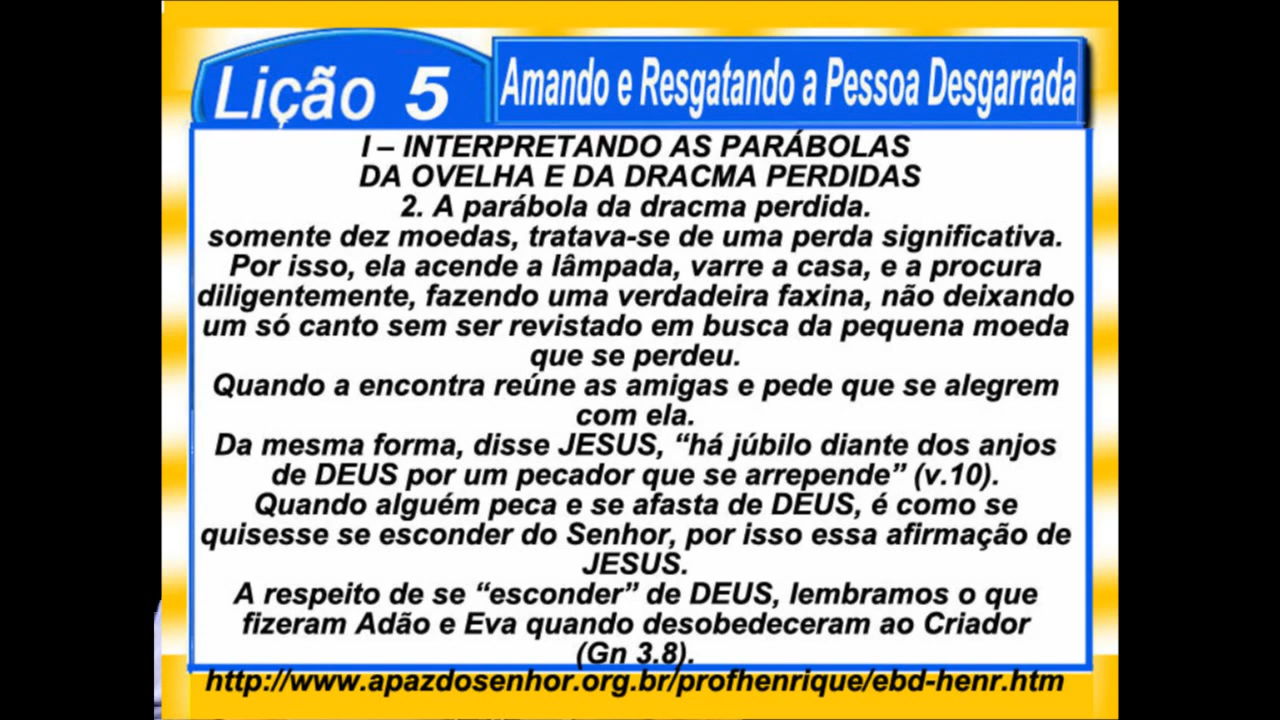 Lição 5
Amando e Resgatando a Pessoa Desgarrada
I – INTERPRETANDO AS PARÁBOLAS
DA OVELHA E DA DRACMA PERDIDAS
2. A parábola da dracma perdida.
somente dez moedas, tratava-se de uma perda significativa.
Por isso, ela acende a lâmpada, varre a casa, e a procura
diligentemente, fazendo uma verdadeira faxina, não deixando
um só canto sem ser revistado em busca da pequena moeda
que se perdeu.
Quando a encontra reúne as amigas e pede que se alegrem
com ela.
Da mesma forma, disse JESUS, “há júbilo diante dos anjos
de DEUS por um pecador que se arrepende” (v.10).
Quando alguém peca e se afasta de DEUS, é como se
quisesse se esconder do Senhor, por isso essa afirmação de
JESUS.
A respeito de se “esconder” de DEUS, lembramos o que
fizeram Adão e Eva quando desobedeceram ao Criador
(Gn 3.8).
http://www.apazdosenhor.org.br/profhenrique/ebd-henr.htm